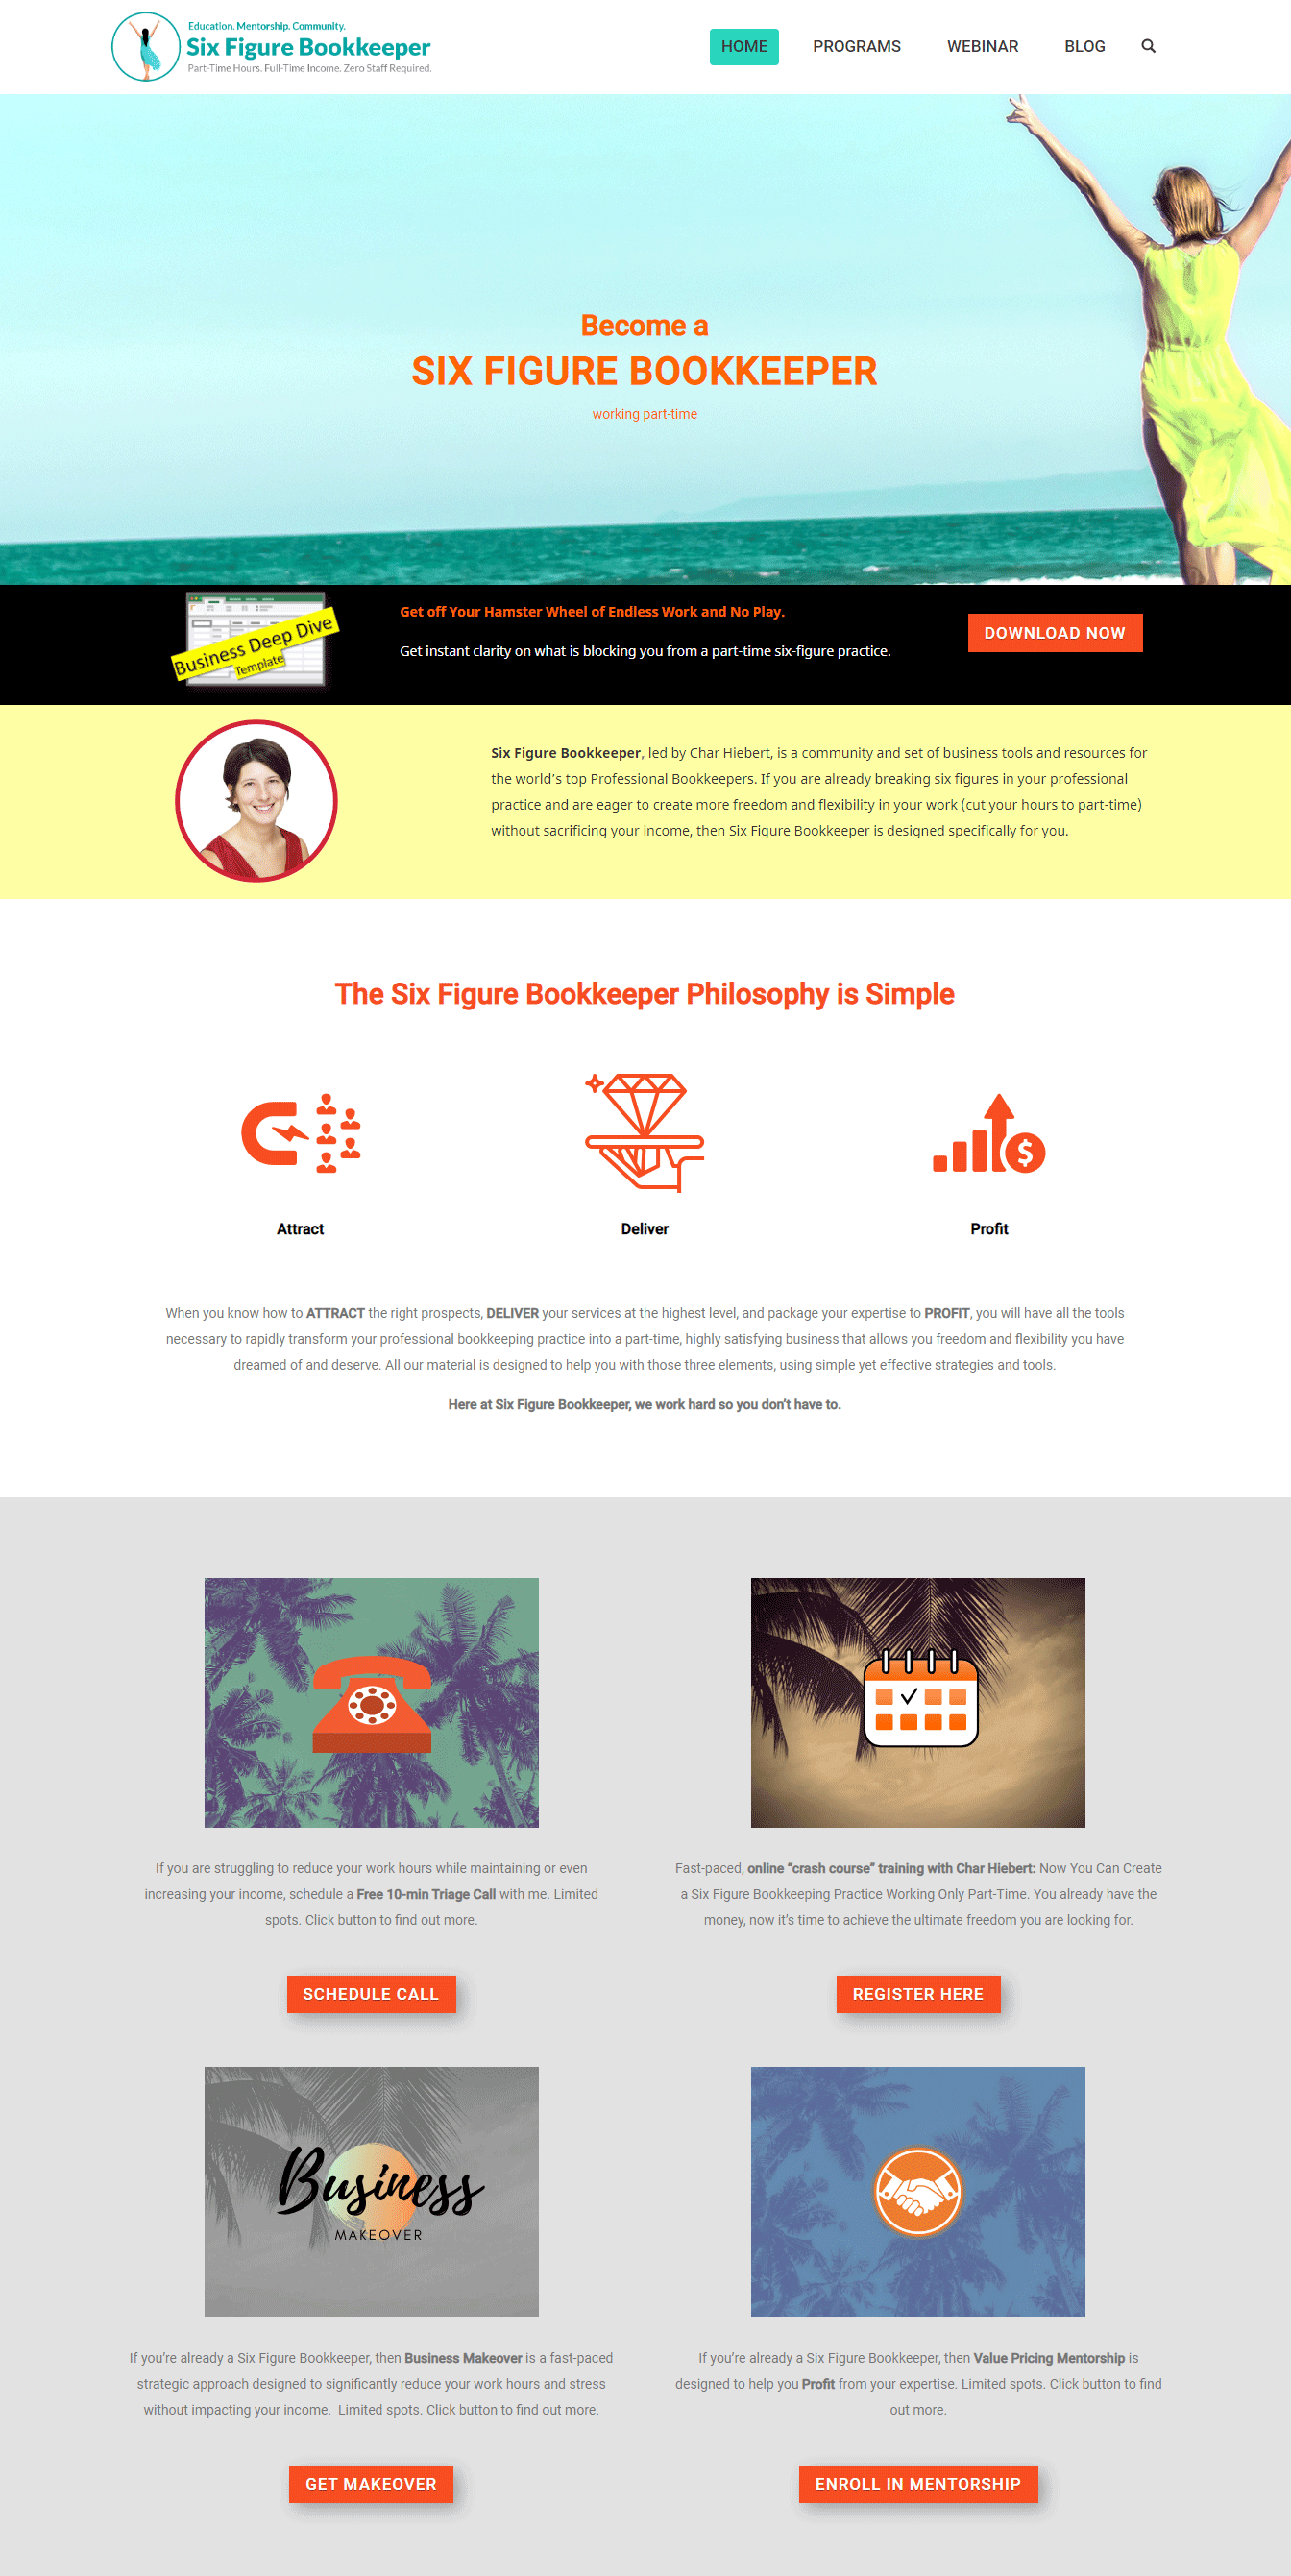 Education. Mentorship. Community.
Six Figure Bookkeeper
Part-Time Hours. Full-Time Income. Zero Staff Required.
HOME
PROGRAMS
WEBINAR
BLOG
Become a
SIX FIGURE BOOKKEEPER
working part-time
Business Deep Dive
Template
Get off Your Hamster Wheel of Endless Work and No Play.
Get instant clarity on what is blocking you from a part-time six-figure practice.
DOWNLOAD NOW
Six Figure Bookkeeper, led by Char Hiebert, is a community and set of business tools and resources for
the world's top Professional Bookkeepers. If you are already breaking six figures in your professional
practice and are eager to create more freedom and flexibility in your work (cut your hours to part-time)
without sacrificing your income, then Six Figure Bookkeeper is designed specifically for you.
The Six Figure Bookkeeper Philosophy is Simple
$
Attract
Deliver
Profit
When you know how to ATTRACT the right prospects, DELIVER your services at the highest level, and package your expertise to PROFIT, you will have all the tools
necessary to rapidly transform your professional bookkeeping practice into a part-time, highly satisfying business that allows you freedom and flexibility you have
dreamed of and deserve. All our material is designed to help you with those three elements, using simple yet effective strategies and tools.
Here at Six Figure Bookkeeper, we work hard so you don't have to.
If you are struggling to reduce your work hours while maintaining or even
increasing your income, schedule a Free 10-min Triage Call with me. Limited
spots. Click button to find out more.
SCHEDULE CALL
Fast-paced, online “crash course” training with Char Hiebert: Now You Can Create
a Six Figure Bookkeeping Practice Working Only Part-Time. You already have the
money, now it's time to achieve the ultimate freedom you are looking for.
REGISTER HERE
Business
MAKEOVER
If you're already a Six Figure Bookkeeper, then Business Makeover is a fast-paced
strategic approach designed to significantly reduce your work hours and stress
without impacting your income. Limited spots. Click button to find out more.
GET MAKEOVER
If you're already a Six Figure Bookkeeper, then Value Pricing Mentorship is
designed to help you Profit from your expertise. Limited spots. Click button to find
out more.
ENROLL IN MENTORSHIP